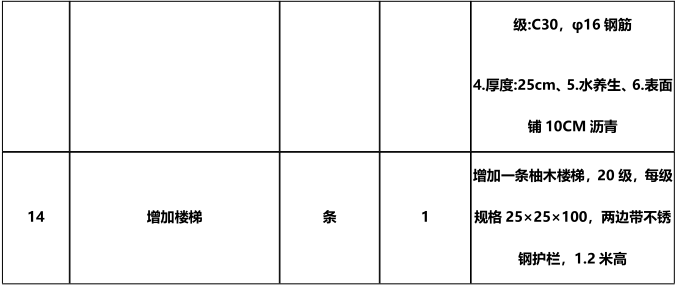 级:C30，φ16 钢筋
4.厚度:25cm、5.水养生、6.表面
铺 10CM 沥青
14
增加楼梯
条
1
增加一条柚木楼梯，20 级，每级
规格 25×25×100，两边带不锈
钢护栏，1.2 米高